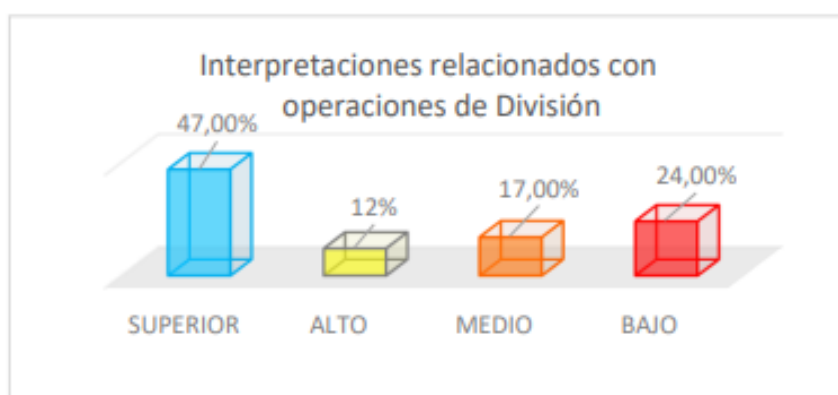 Interpretaciones relacionados con
operaciones de División
47,00%
12%
17,00%
24,00%
SUPERIOR
ALTO
MEDIO
BAJO